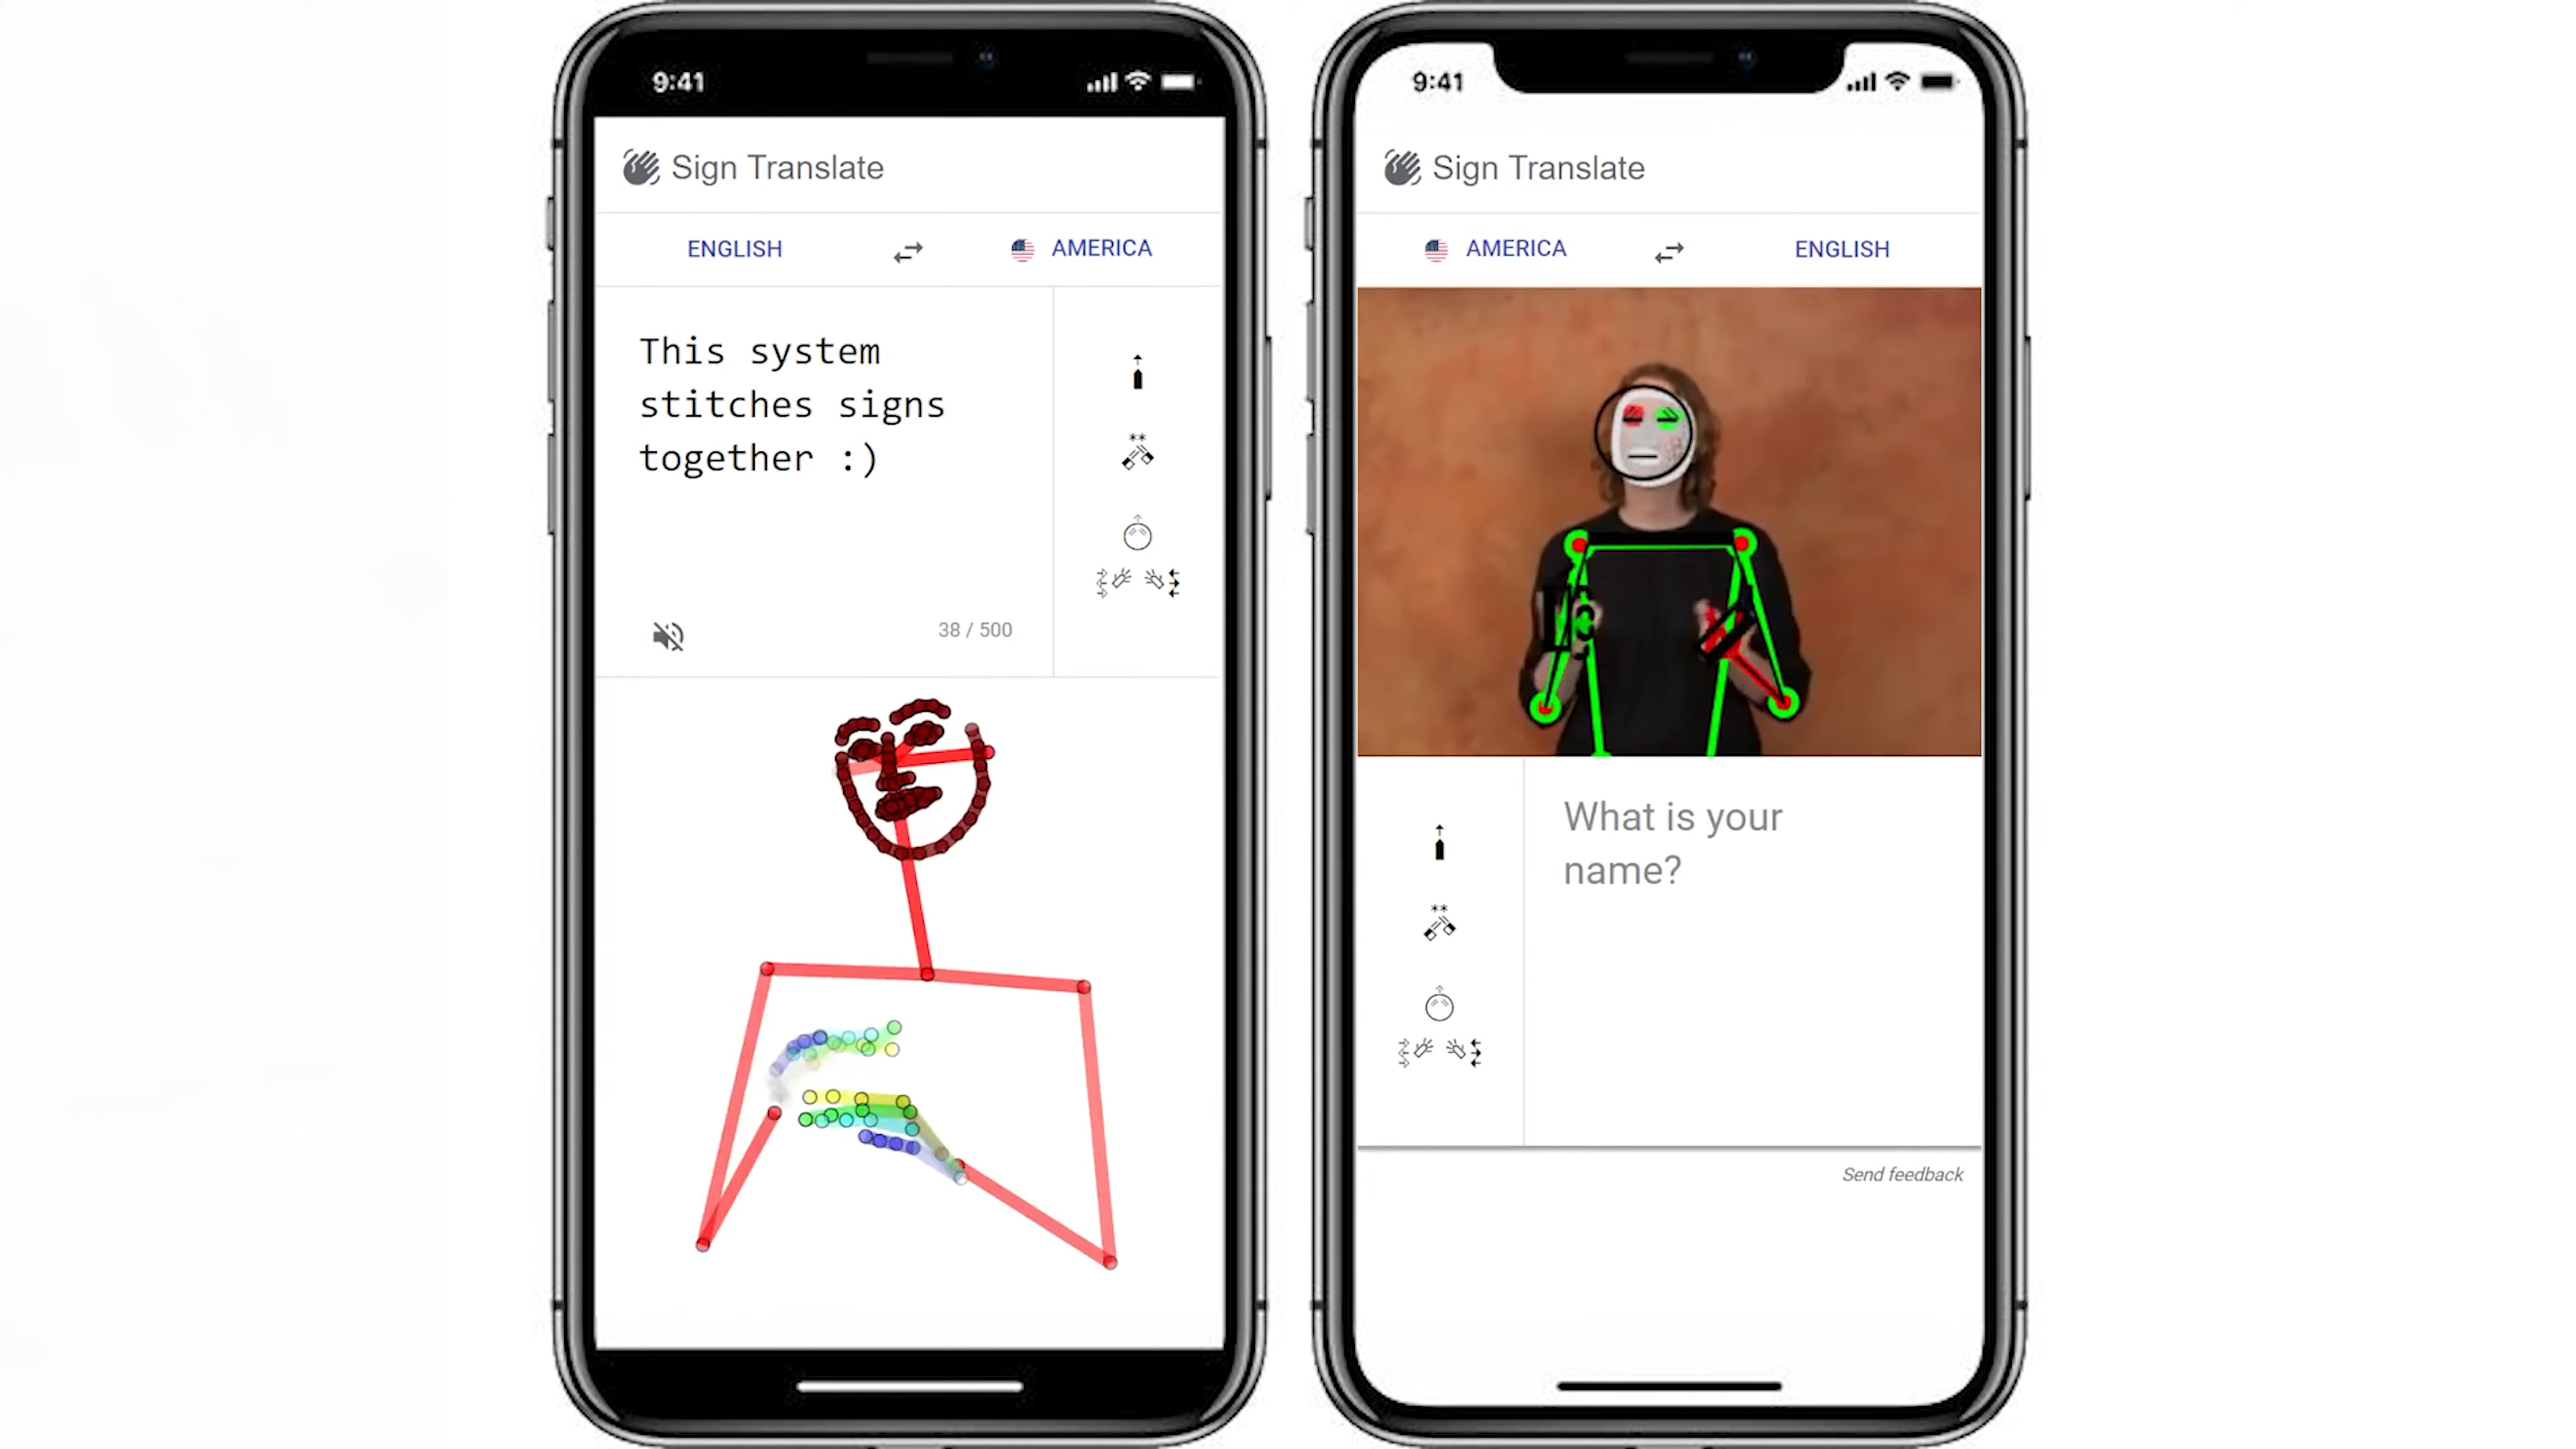 9:41
Sign Translate
ENGLISH
AMERICA
This system
stitches signs
together :)
38 / 500
9:41
Sign Translate
AMERICA
ENGLISH
What is your
name?
Send feedback